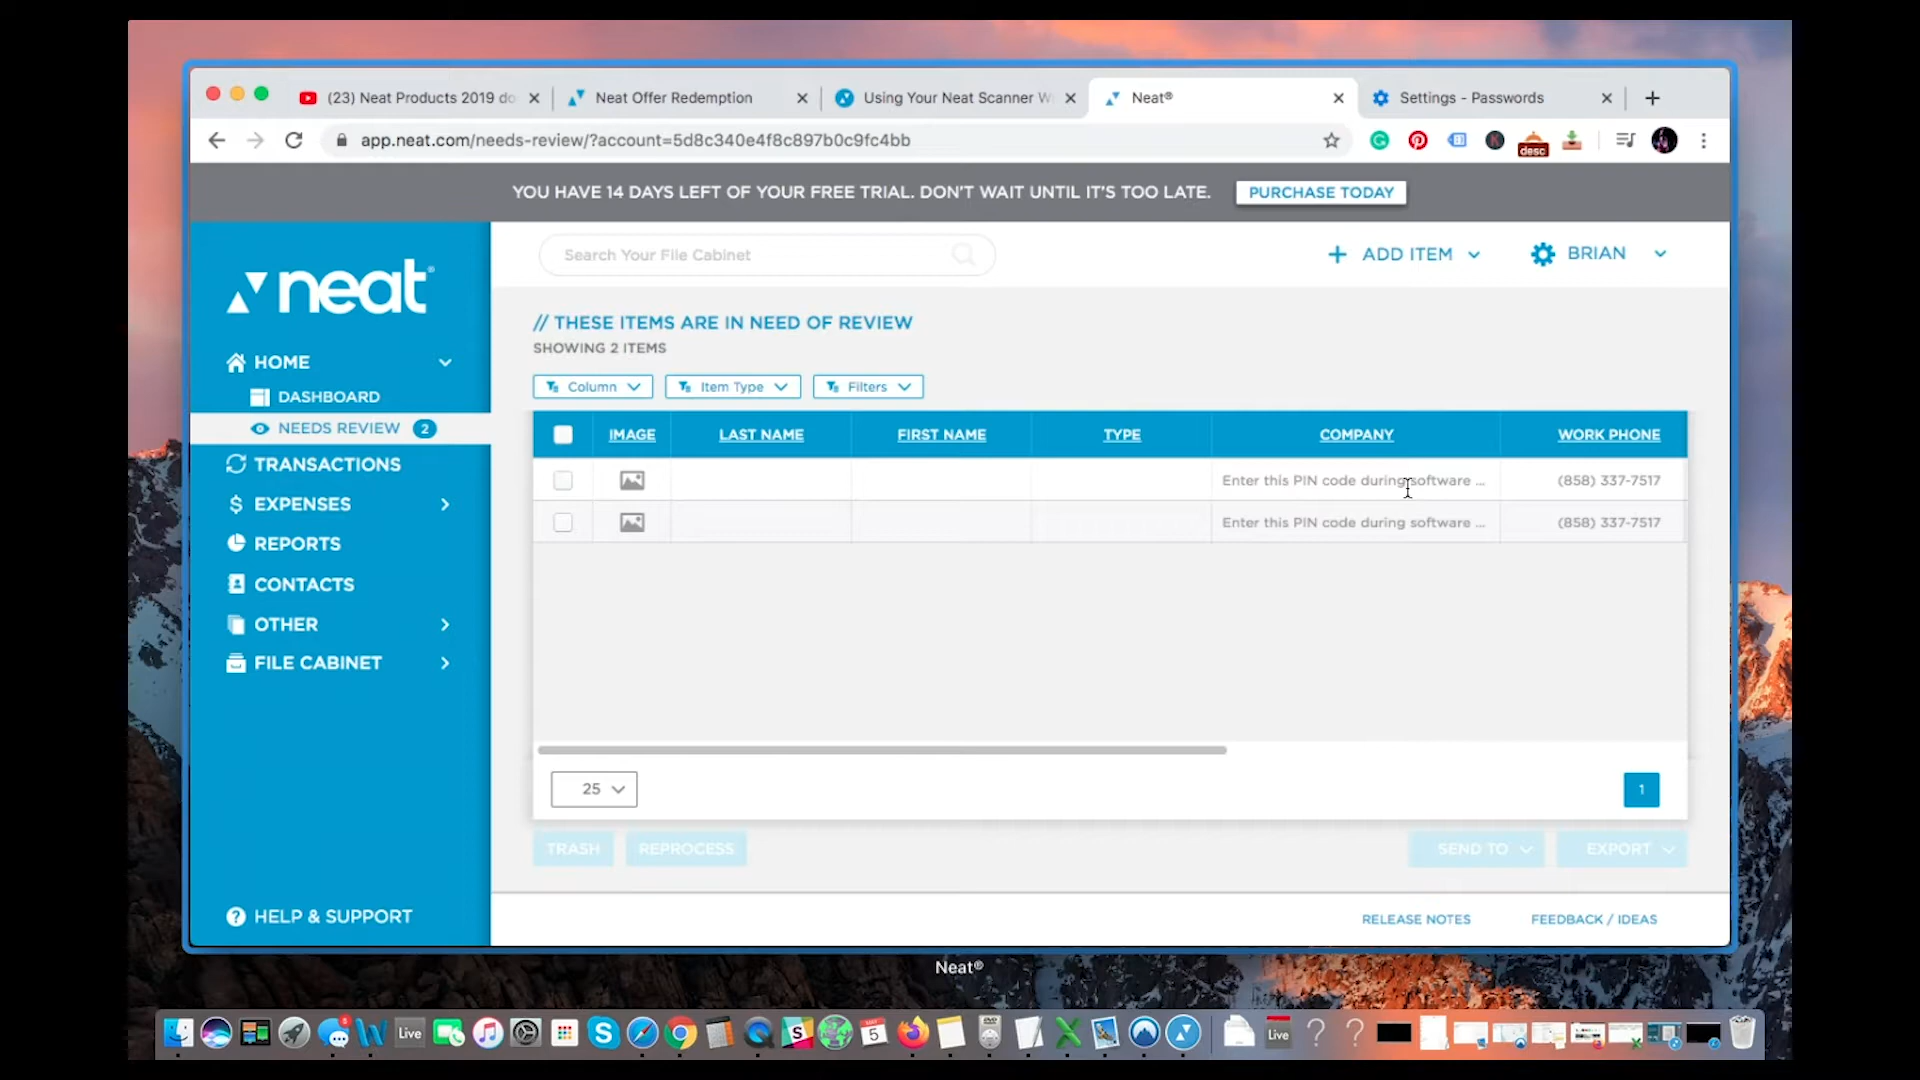 (23) Neat Products 2019 do
Neat Offer Redemption
Using Your Neat Scanner W
Neat®
Settings - Passwords
app.neat.com/needs-review/?account=5d8c340e4f8c897b0c9fc4bb
desc
YOU HAVE 14 DAYS LEFT OF YOUR FREE TRIAL. DON'T WAIT UNTIL IT'S TOO LATE.
PURCHASE TODAY
neat®
Search Your File Cabinet
ADD ITEM
BRIAN
HOME
DASHBOARD
NEEDS REVIEW 2
TRANSACTIONS
EXPENSES
REPORTS
CONTACTS
OTHER
FILE CABINET
HELP & SUPPORT
// THESE ITEMS ARE IN NEED OF REVIEW
SHOWING 2 ITEMS
Column
Item Type
Filters
IMAGE LAST NAME FIRST NAME TYPE COMPANY WORK PHONE
Enter this PIN code during software ... (858) 337-7517
Enter this PIN code during software ... (858) 337-7517
25
1
TRASH
REPROCESS
SEND TO
EXPORT
RELEASE NOTES
FEEDBACK / IDEAS
Neat®
Live
5
Live